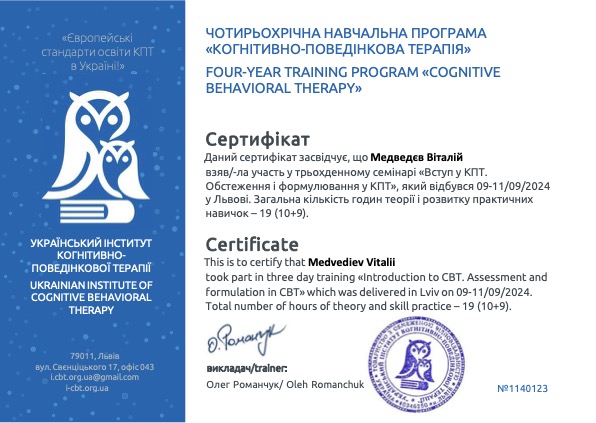 «Європейські
стандарти освіти КПТ
в Україні!»
УКРАЇНСЬКИЙ ІНСТИТУТ
КОГНІТИВНО-
ПОВЕДІНКОВОЇ ТЕРАПІЇ
UKRAINIAN INSTITUTE OF
COGNITIVE BEHAVIORAL
THERAPY
79011, Львів
вул. Свєнціцького 17, офіс 043
i.cbt.org.ua@gmail.com
i-cbt.org.ua
ЧОТИРЬОХРІЧНА НАВЧАЛЬНА ПРОГРАМА
«КОГНІТИВНО-ПОВЕДІНКОВА ТЕРАПІЯ»
FOUR-YEAR TRAINING PROGRAM «COGNITIVE
BEHAVIORAL THERAPY»
Сертифікат
Даний сертифікат засвідчує, що Медведєв Віталій
взяв/-ла участь у трьохденному семінарі «Вступ у КПТ.
Обстеження і формулювання у КПТ», який відбувся 09-11/09/2024
у Львові. Загальна кількість годин теорії і розвитку практичних
навичок – 19 (10+9).
Certificate
This is to certify that Medvediev Vitalii
took part in three day training «Introduction to CBT. Assessment and
formulation in CBT» which was delivered in Lviv on 09-11/09/2024.
Total number of hours of theory and skill practice – 19 (10+9).
О.Романчук
викладач/trainer:
Олег Романчук/ Oleh Romanchuk
№1140123